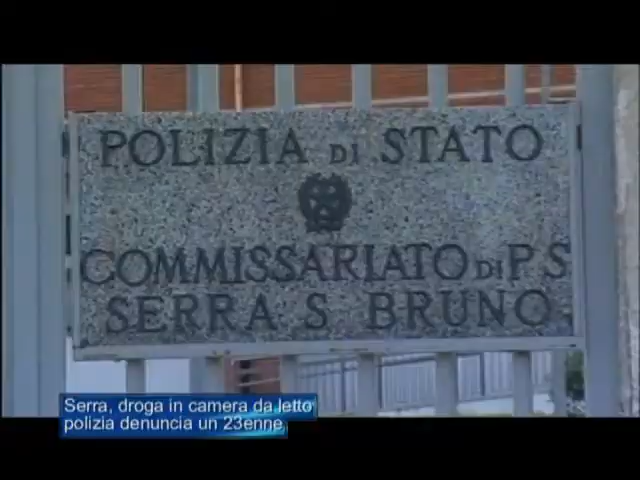 POLIZIA DI STATO
COMMISSARIATO DI P S
SERRA S BRUNO
Serra, droga in camera da letto
polizia denuncia un 23enne